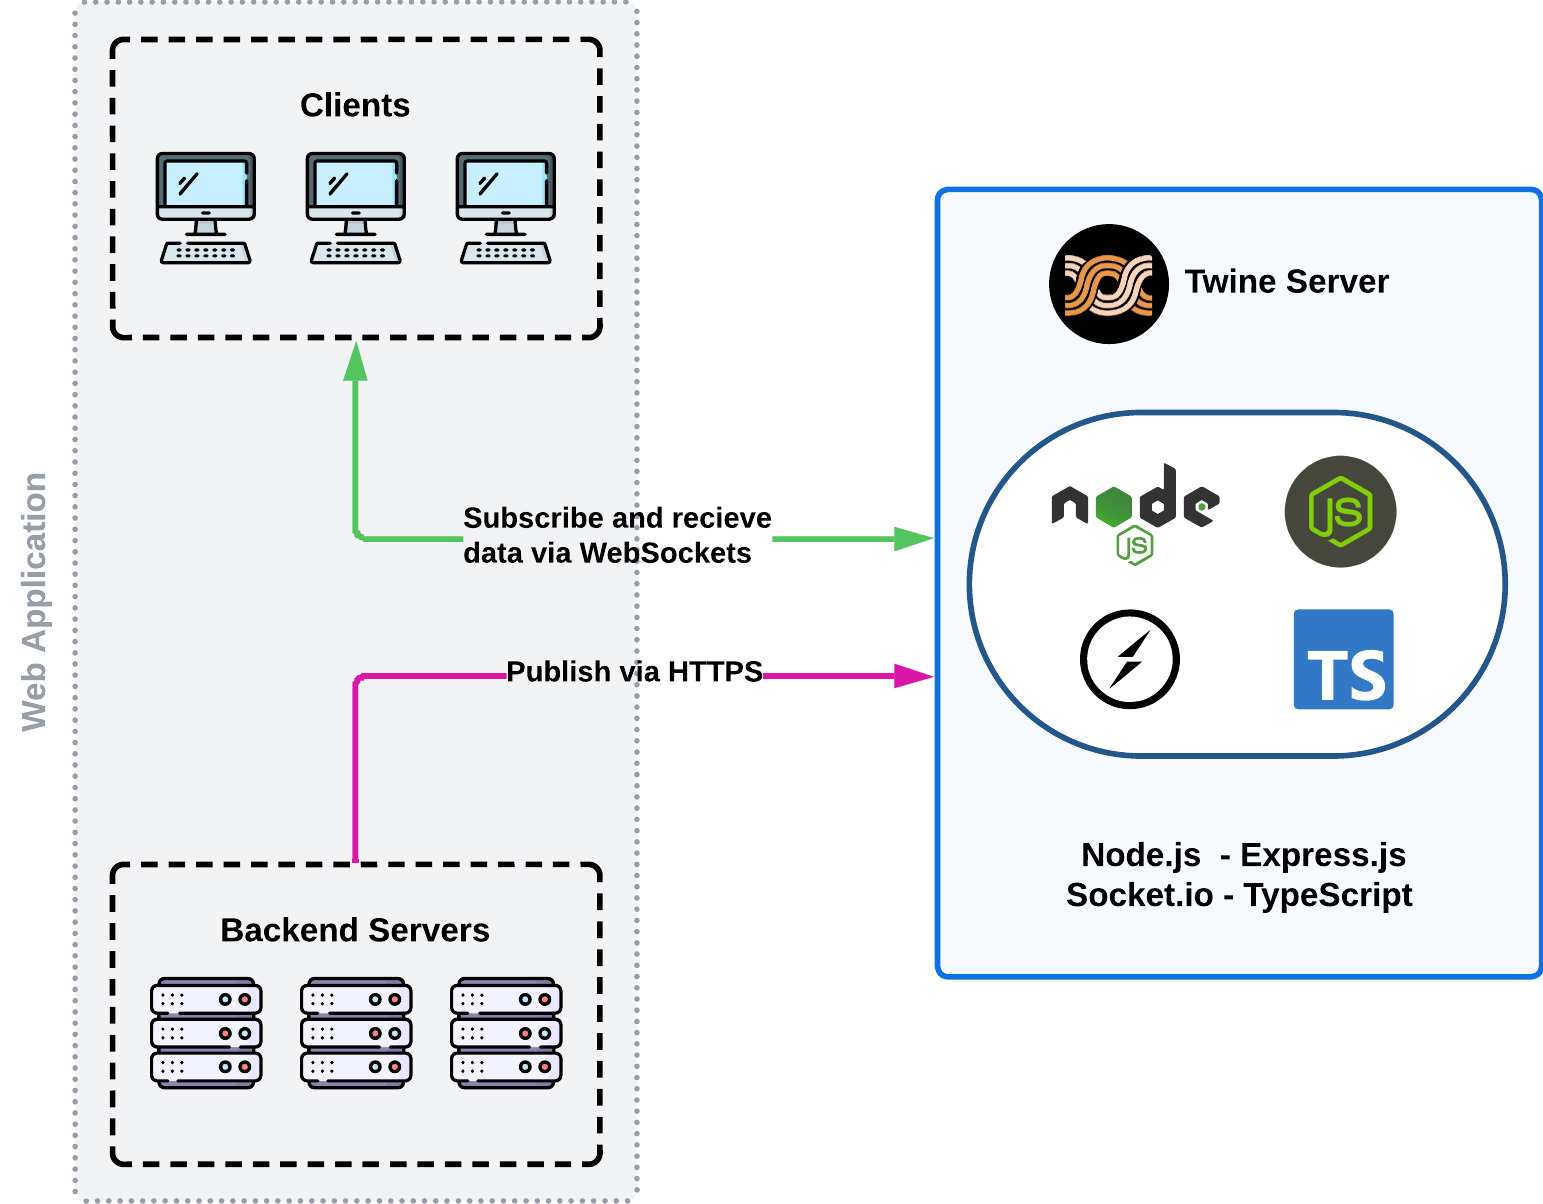 Web Application
Clients
Subscribe and recieve
data via WebSockets
Publish via HTTPS
Backend Servers
Twine Server
node
JS
JS
TS
Node.js - Express.js
Socket.io - TypeScript